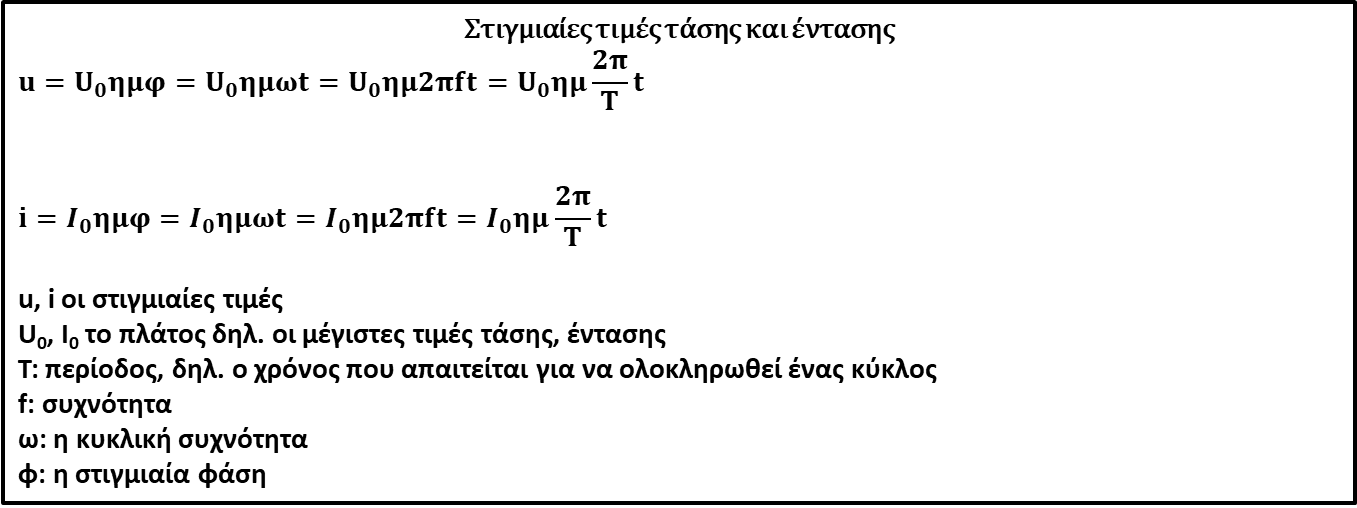 Στιγμιαίες τιμές τάσης και έντασης
u = U₀ημφ = U₀ημωt = U₀ημ2πft = U₀ημ 2π/T t
i = I₀ημφ = I₀ημωt = I₀ημ2πft = I₀ημ 2π/T t
u, i οι στιγμιαίες τιμές
U₀, I₀ το πλάτος δηλ. οι μέγιστες τιμές τάσης, έντασης
Τ: περίοδος, δηλ. ο χρόνος που απαιτείται για να ολοκληρωθεί ένας κύκλος
f: συχνότητα
ω: η κυκλική συχνότητα
φ: η στιγμιαία φάση